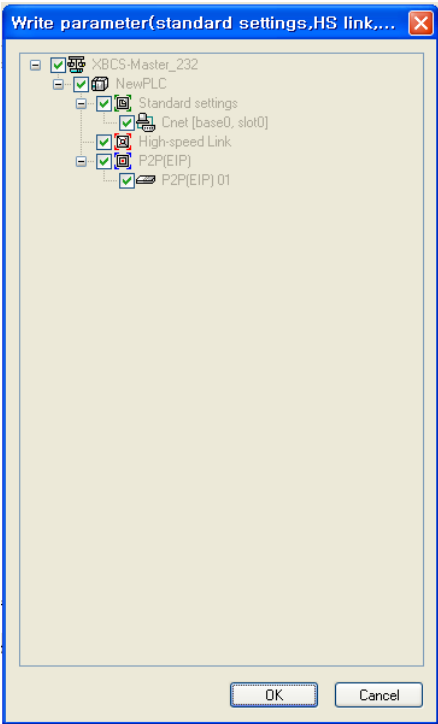 Write parameter(standard settings,HS link,...
XBCS-Master_232
NewPLC
Standard settings
Cnet [base0, slot0]
High-speed Link
P2P(EIP)
P2P(EIP) 01
OK
Cancel